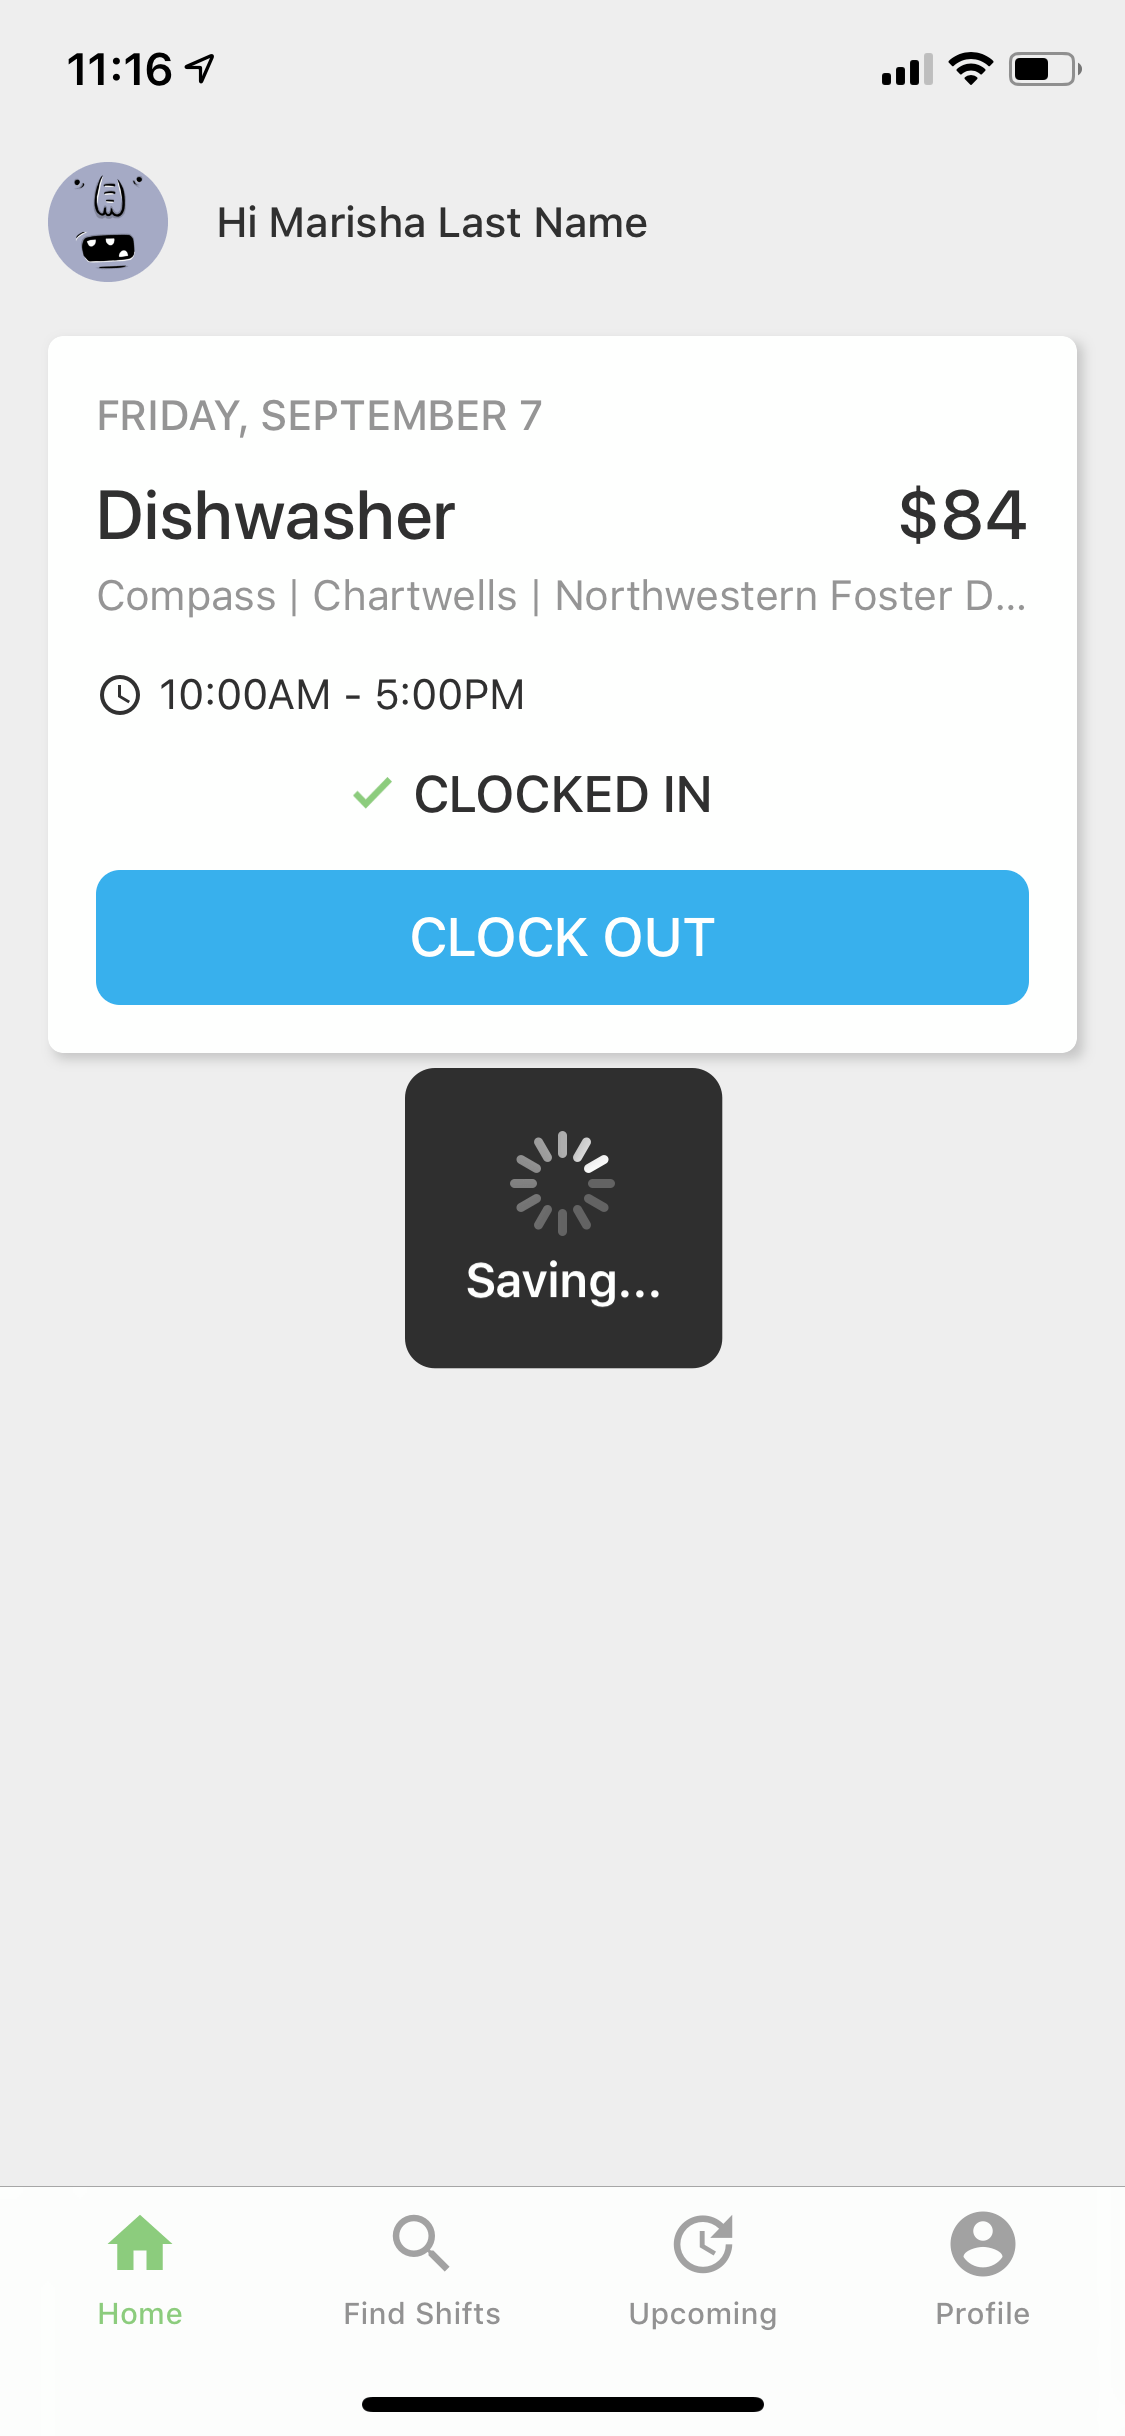 11:16
Hi Marisha Last Name
FRIDAY, SEPTEMBER 7
Dishwasher $84
Compass | Chartwells | Northwestern Foster D...
10:00AM - 5:00PM
CLOCKED IN
CLOCK OUT
Saving...
Home Find Shifts Upcoming Profile